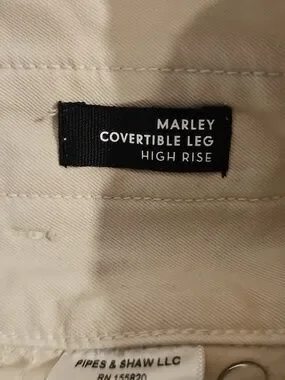 MARLEY
COVERTIBLE LEG
HIGH RISE
PIPES & SHAW LLC
RN 155820